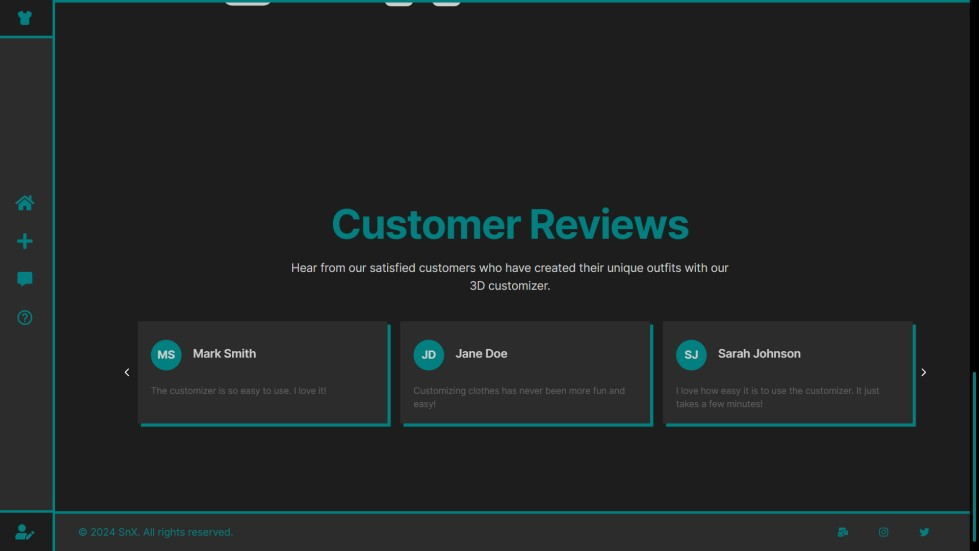 Customer Reviews
Hear from our satisfied customers who have created their unique outfits with our
3D customizer.
MS Mark Smith
The customizer is so easy to use. I love it!
JD Jane Doe
Customizing clothes has never been more fun and
easy!
SJ Sarah Johnson
I love how easy it is to use the customizer. It just
takes a few minutes!
© 2024 SnX. All rights reserved.